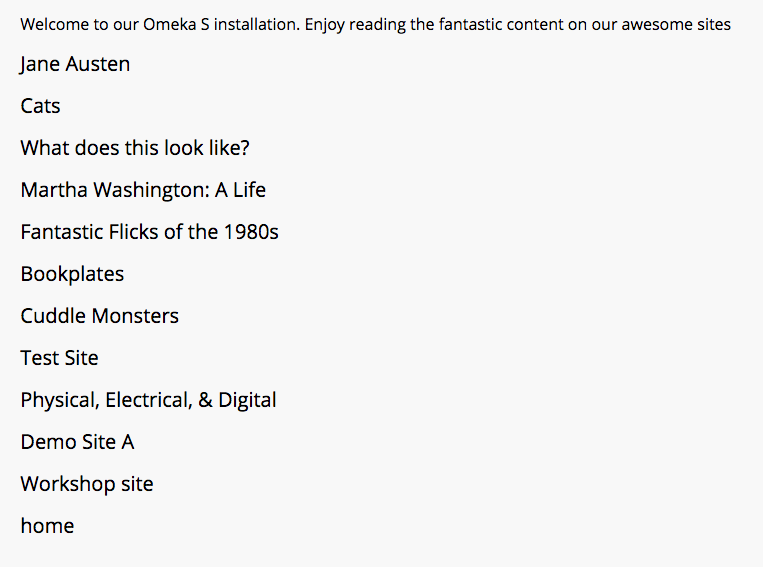 Welcome to our Omeka S installation. Enjoy reading the fantastic content on our awesome sites
Jane Austen
Cats
What does this look like?
Martha Washington: A Life
Fantastic Flicks of the 1980s
Bookplates
Cuddle Monsters
Test Site
Physical, Electrical, & Digital
Demo Site A
Workshop site
home